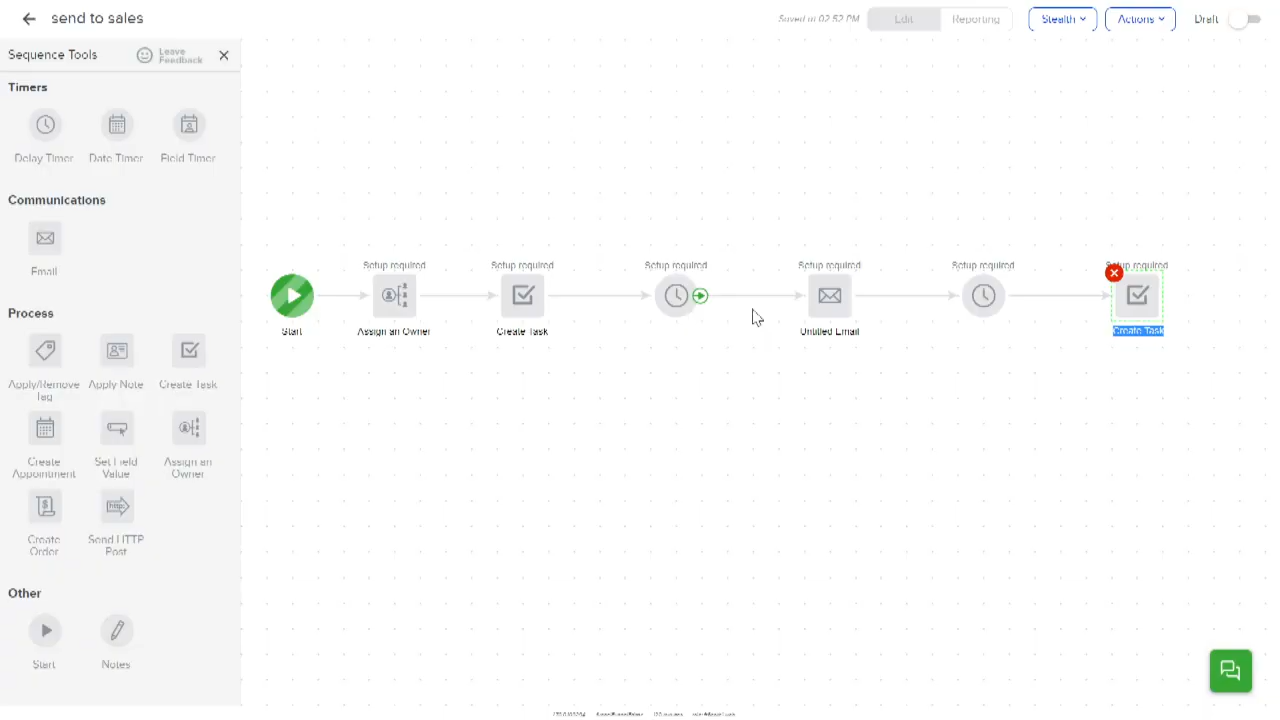 send to sales
Saved at 02:52 PM
Edit
Reporting
Stealth
Actions
Draft
Sequence Tools
Leave
Feedback
Timers
Delay Timer
Date Timer
Field Timer
Communications
Email
Process
Apply/Remove
Tag
Apply Note
Create Task
Create
Appointment
Set Field
Value
Assign an
Owner
Create
Order
http:
Send HTTP
Post
Other
Start
Notes
Start
Setup required
Assign an Owner
Setup required
Create Task
Setup required
Setup required
Untitled Email
Setup required
Setup required
Create Task